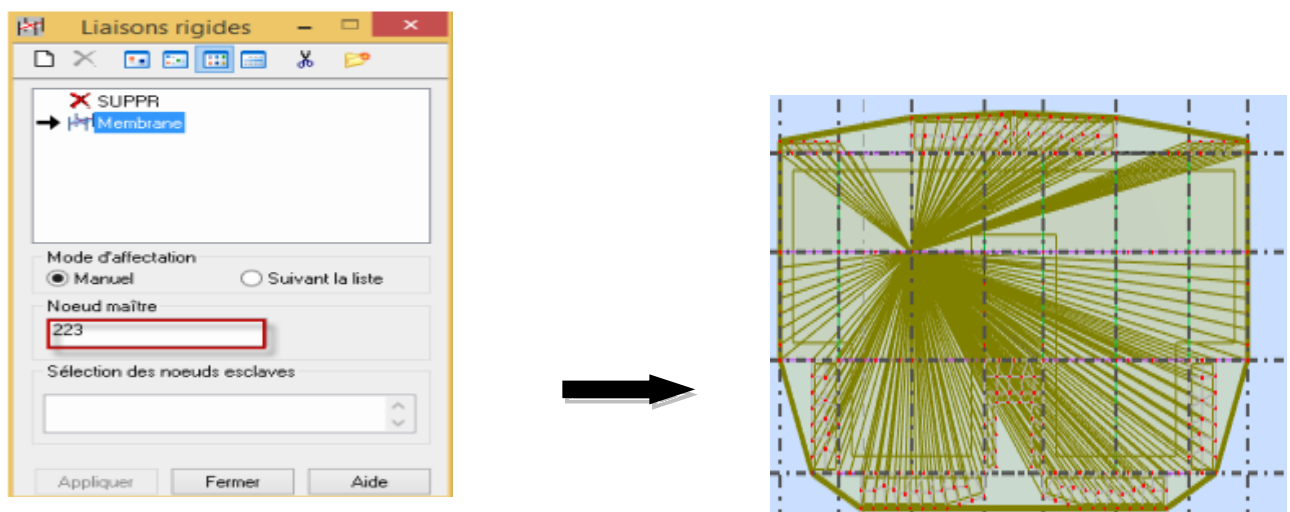 Liaisons rigides
SUPPR
Membrane
Mode d'affectation
Manuel
Suivant la liste
Noeud maître
223
Sélection des noeuds esclaves
Appliquer
Fermer
Aide